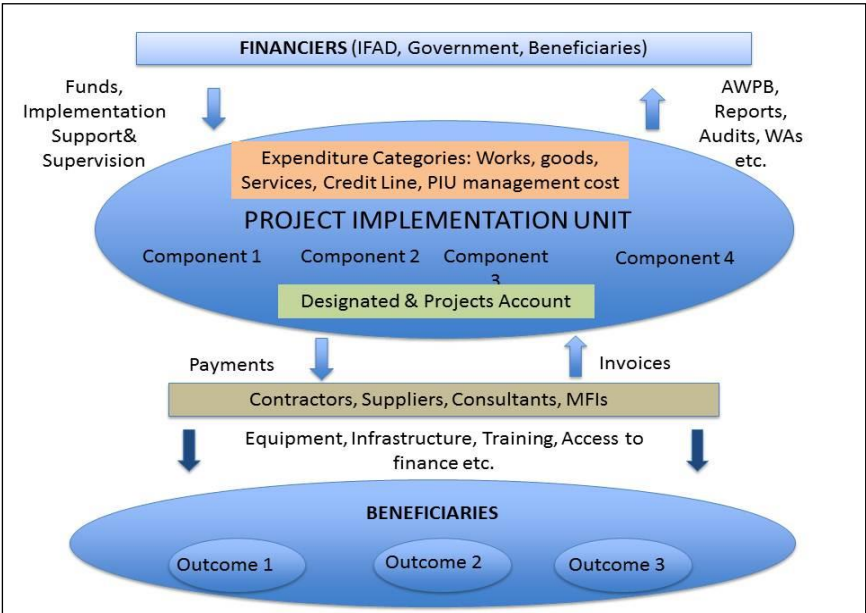 FINANCIERS (IFAD, Government, Beneficiaries)
Funds,
Implementation
Support&
Supervision
AWPB,
Reports,
Audits, WAs
etc.
Expenditure Categories: Works, goods,
Services, Credit Line, PIU management cost
PROJECT IMPLEMENTATION UNIT
Component 1
Component 2
Component
3
Component 4
Designated & Projects Account
Payments
Invoices
Contractors, Suppliers, Consultants, MFIs
Equipment, Infrastructure, Training, Access to
finance etc.
BENEFICIARIES
Outcome 1
Outcome 2
Outcome 3